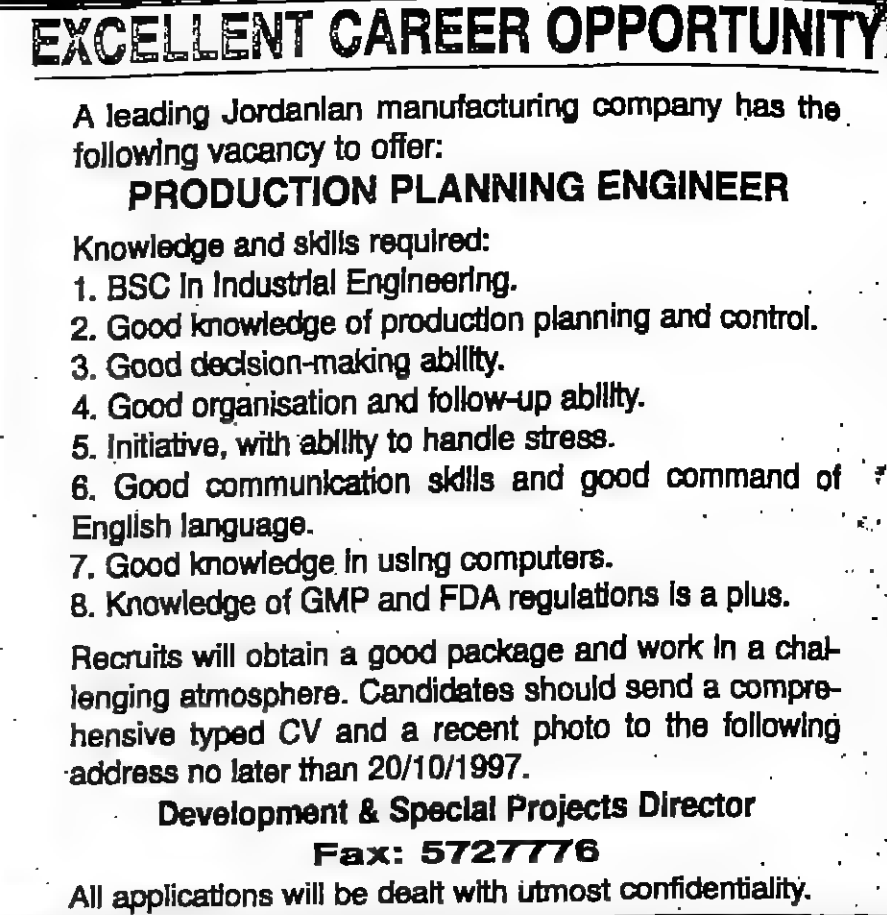 EXCELLENT CAREER OPPORTUNITY
A leading Jordanian manufacturing company has the
following vacancy to offer:
PRODUCTION PLANNING ENGINEER
Knowledge and skills required:
1. BSC in Industrial Engineering.
2. Good knowledge of production planning and control.
3. Good decision-making ability.
4. Good organisation and follow-up ability.
5. Initiative, with ability to handle stress.
6. Good communication skills and good command of
English language.
7. Good knowledge in using computers.
8. Knowledge of GMP and FDA regulations is a plus.
Recruits will obtain a good package and work in a chal-
lenging atmosphere. Candidates should send a compre-
hensive typed CV and a recent photo to the following
address no later than 20/10/1997.
Development & Special Projects Director
Fax: 5727776
All applications will be dealt with utmost confidentiality.